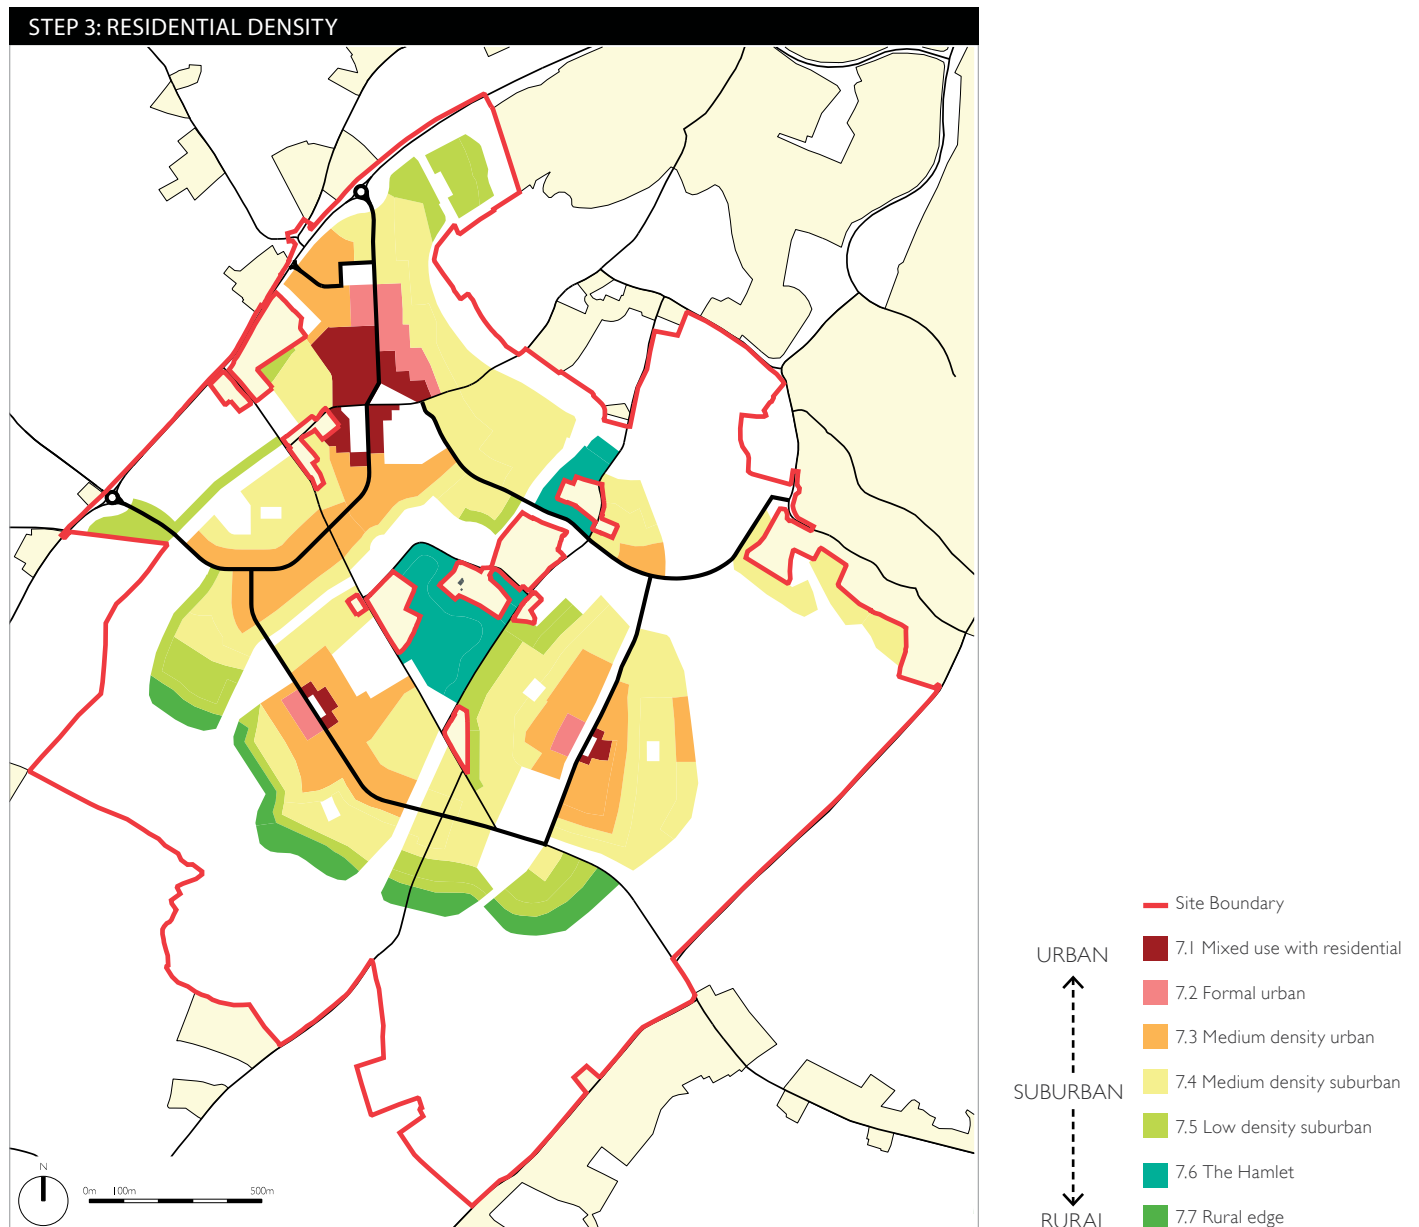 STEP 3: RESIDENTIAL DENSITY
Site Boundary
URBAN
7.1 Mixed use with residential
7.2 Formal urban
7.3 Medium density urban
7.4 Medium density suburban
SUBURBAN
7.5 Low density suburban
7.6 The Hamlet
7.7 Rural edge
RURAL
N
0m 100m 500m